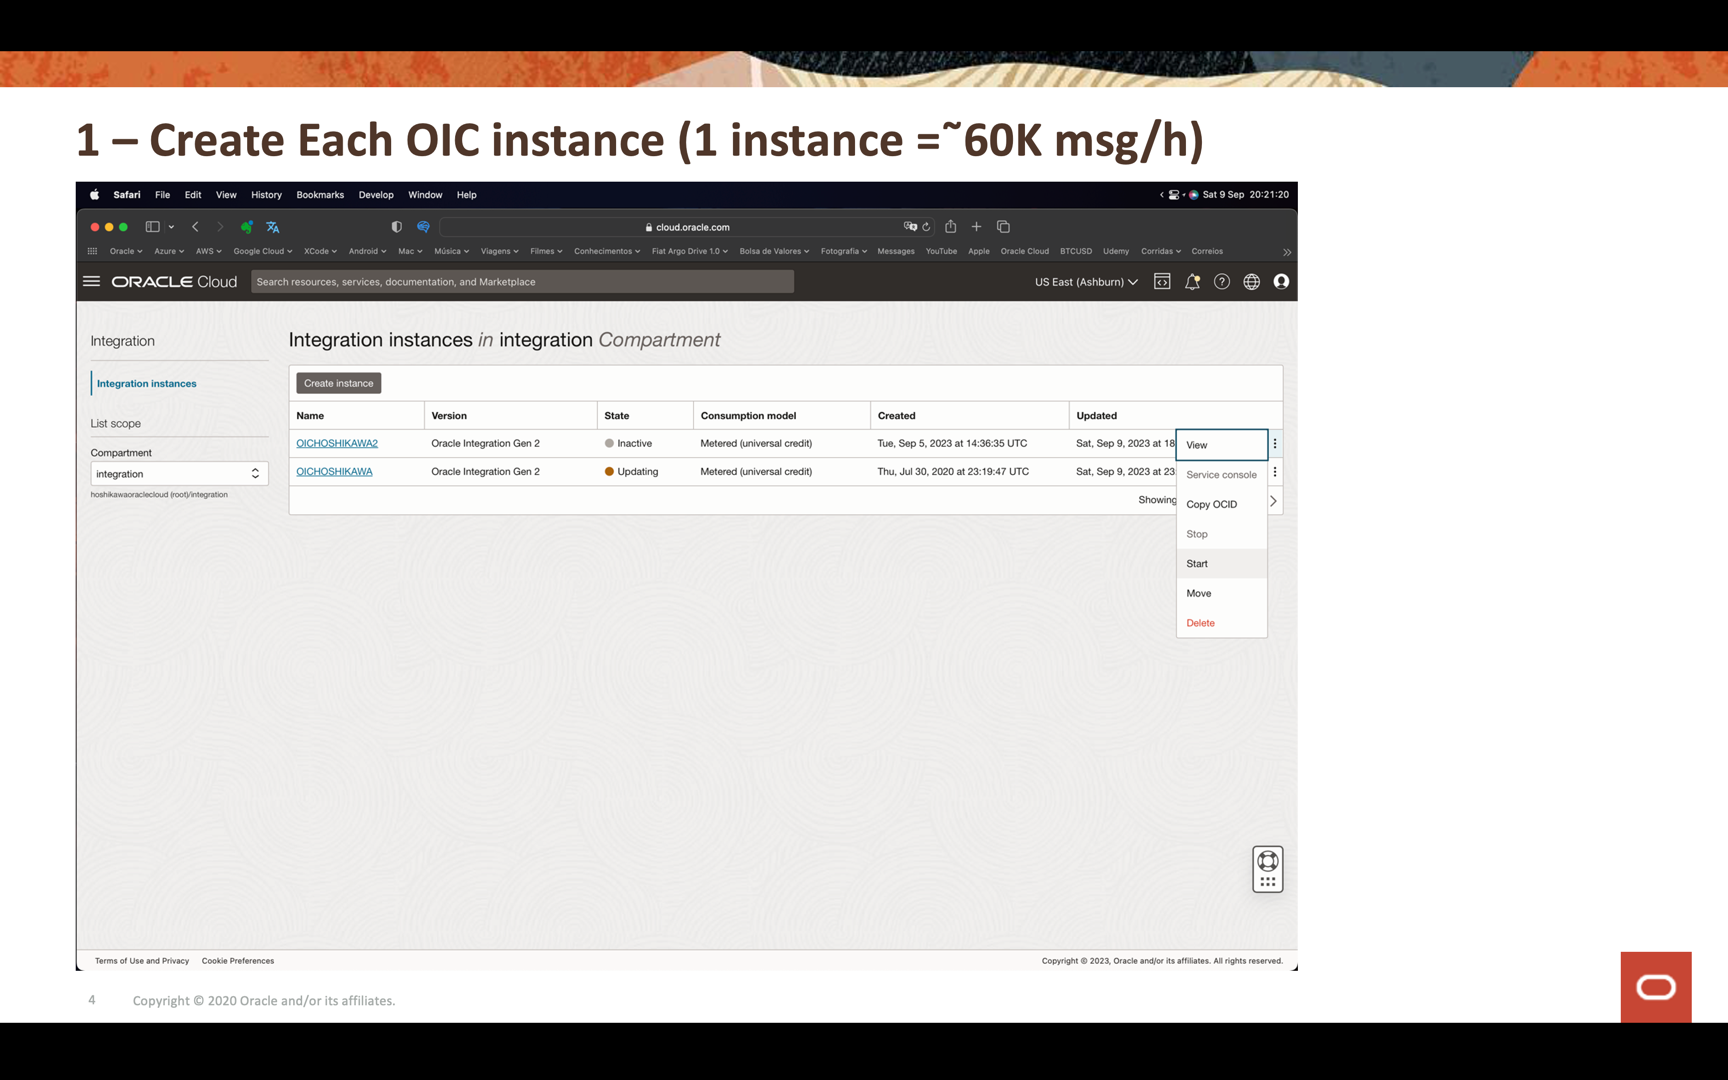 1 – Create Each OIC instance (1 instance =~60K msg/h)
Safari File Edit View History Bookmarks Develop Window Help
Sat 9 Sep 20:21:20
cloud.oracle.com
Oracle Azure AWS Google Cloud XCode Android Mac Música Viagens Filmes Conhecimentos Fiat Argo Drive 1.0 Bolsa de Valores Fotografia Messages YouTube Apple Oracle Cloud BTCUSD Udemy Corridas Correios
ORACLE Cloud
Search resources, services, documentation, and Marketplace
US East (Ashburn)
Integration
Integration instances
List scope
Compartment
integration
hoshikawaoraclecloud (root)/integration
Integration instances in integration Compartment
Create instance
Name Version State Consumption model Created Updated
OICHOSHIKAWA2 Oracle Integration Gen 2 Inactive Metered (universal credit) Tue, Sep 5, 2023 at 14:36:35 UTC Sat, Sep 9, 2023 at 18
OICHOSHIKAWA Oracle Integration Gen 2 Updating Metered (universal credit) Thu, Jul 30, 2020 at 23:19:47 UTC Sat, Sep 9, 2023 at 23
Showing
View
Service console
Copy OCID
Stop
Start
Move
Delete
Terms of Use and Privacy Cookie Preferences
Copyright © 2023, Oracle and/or its affiliates. All rights reserved.
4 Copyright © 2020 Oracle and/or its affiliates.